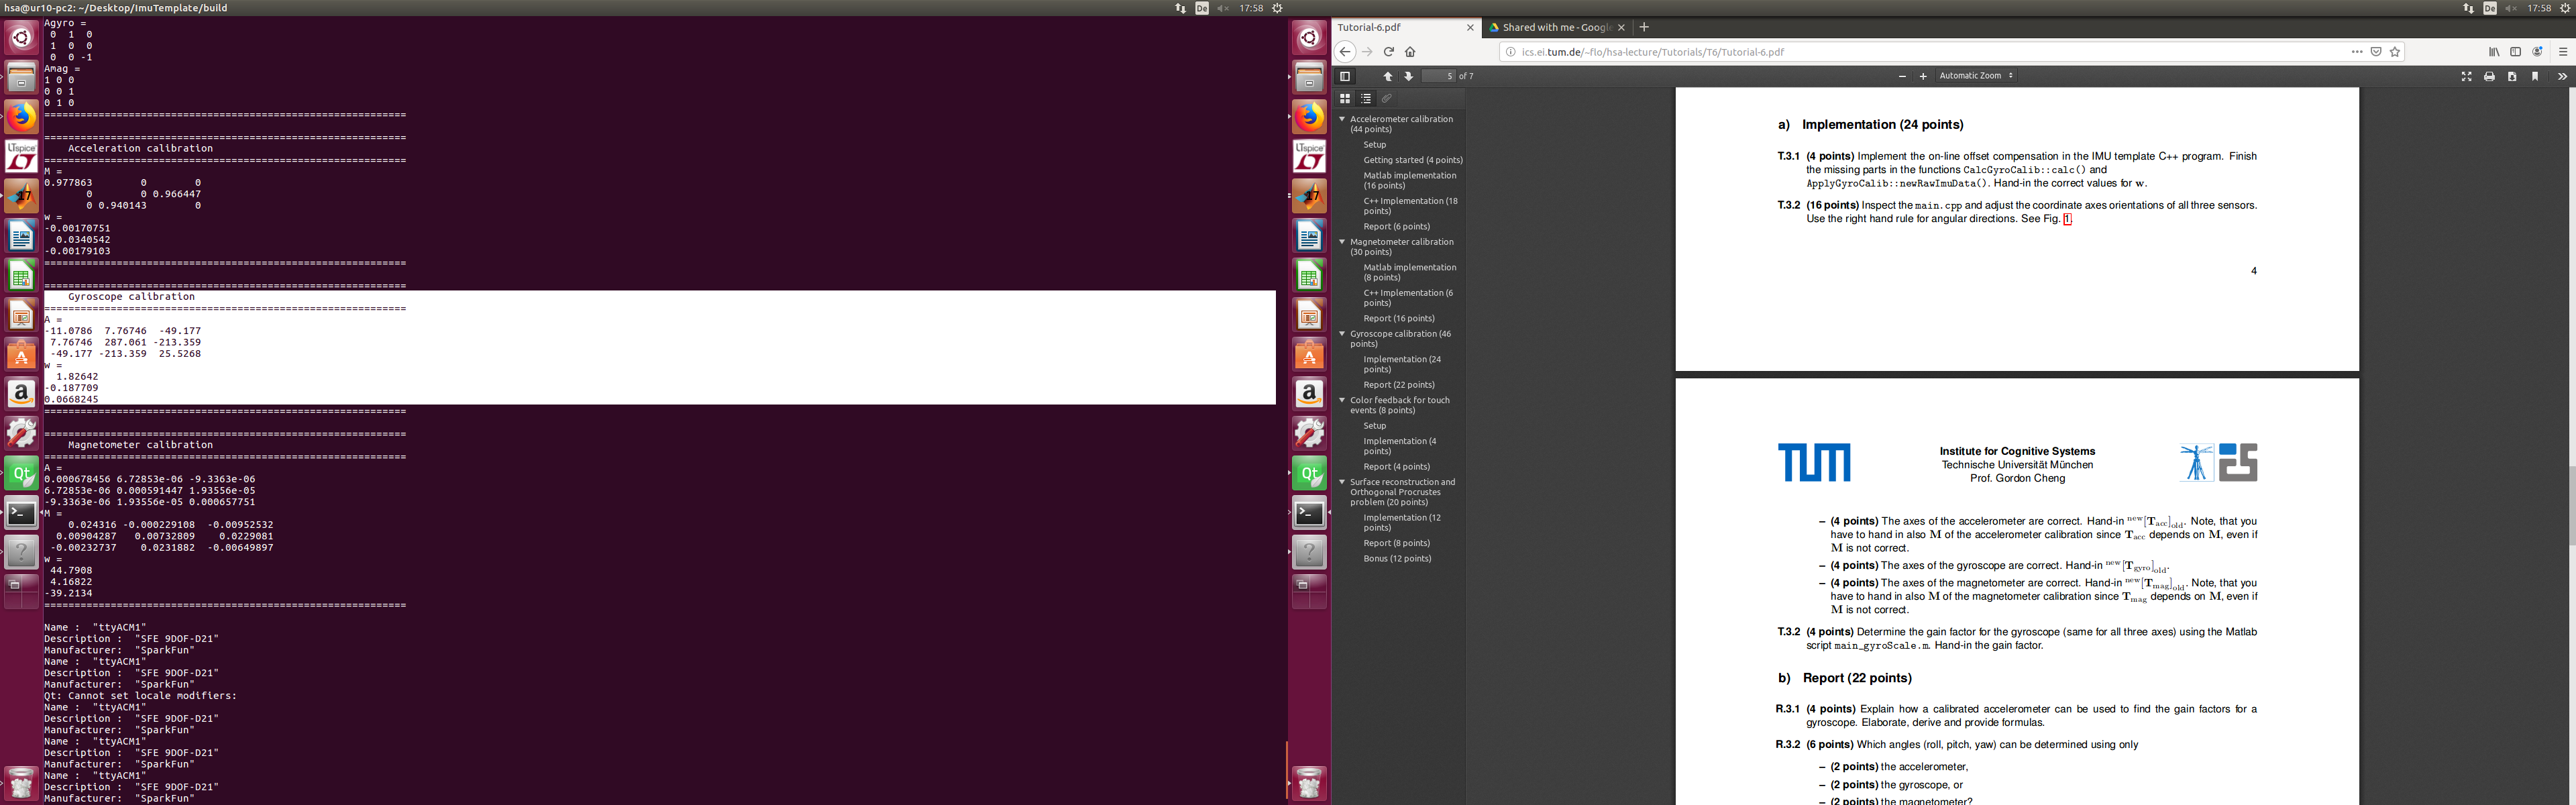 hsa@ur10-pc2: ~/Desktop/ImuTemplate/build
De
17:58
Agyro =
0 1 0
1 0 0
0 0 -1
Amag =
1 0 0
0 0 1
0 1 0
============================================================
============================================================
Acceleration calibration
============================================================
M =
0.977863 0 0
0 0 0.966447
0 0.940143 0
w =
-0.00170751
0.0340542
-0.00179103
============================================================
============================================================
Gyroscope calibration
============================================================
A =
-11.0786 7.76746 -49.177
7.76746 287.061 -213.359
-49.177 -213.359 25.5268
w =
1.82642
-0.187709
0.0668245
============================================================
============================================================
Magnetometer calibration
============================================================
A =
0.000678456 6.72853e-06 -9.3363e-06
6.72853e-06 0.000591447 1.93556e-05
-9.3363e-06 1.93556e-05 0.000657751
M =
0.024316 -0.000229108 -0.00952532
0.00904287 0.00732809 0.0229081
-0.00232737 0.0231882 -0.00649897
w =
44.7908
4.16822
-39.2134
============================================================
Name : "ttyACM1"
Description : "SFE 9DOF-D21"
Manufacturer: "SparkFun"
Name : "ttyACM1"
Description : "SFE 9DOF-D21"
Manufacturer: "SparkFun"
Qt: Cannot set locale modifiers:
Name : "ttyACM1"
Description : "SFE 9DOF-D21"
Manufacturer: "SparkFun"
Name : "ttyACM1"
Description : "SFE 9DOF-D21"
Manufacturer: "SparkFun"
Name : "ttyACM1"
Description : "SFE 9DOF-D21"
Manufacturer: "SparkFun"
LTspice
17
a
Qt
LTspice
17
a
Qt
De
17:58
Tutorial-6.pdf
Shared with me - Google
ics.ei.tum.de/~flo/hsa-lecture/Tutorials/T6/Tutorial-6.pdf
5 of 7
Automatic Zoom
Accelerometer calibration
(44 points)
Setup
Getting started (4 points)
Matlab implementation
(16 points)
C++ Implementation (18
points)
Report (6 points)
Magnetometer calibration
(30 points)
Matlab implementation
(8 points)
C++ Implementation (6
points)
Report (16 points)
Gyroscope calibration (46
points)
Implementation (24
points)
Report (22 points)
Color feedback for touch
events (8 points)
Setup
Implementation (4
points)
Report (4 points)
Surface reconstruction and
Orthogonal Procrustes
problem (20 points)
Implementation (12
points)
Report (8 points)
Bonus (12 points)
a) Implementation (24 points)
T.3.1 (4 points) Implement the on-line offset compensation in the IMU template C++ program. Finish
the missing parts in the functions CalcGyroCalib::calc() and
ApplyGyroCalib::newRawImuData(). Hand-in the correct values for w.
T.3.2 (16 points) Inspect the main.cpp and adjust the coordinate axes orientations of all three sensors.
Use the right hand rule for angular directions. See Fig. 1.
4
TUM
Institute for Cognitive Systems
Technische Universität München
Prof. Gordon Cheng
– (4 points) The axes of the accelerometer are correct. Hand-in new[Tacc]old. Note, that you
have to hand in also M of the accelerometer calibration since Tacc depends on M, even if
M is not correct.
– (4 points) The axes of the gyroscope are correct. Hand-in new[Tgyro]old.
– (4 points) The axes of the magnetometer are correct. Hand-in new[Tmag]old. Note, that you
have to hand in also M of the magnetometer calibration since Tmag depends on M, even if
M is not correct.
T.3.2 (4 points) Determine the gain factor for the gyroscope (same for all three axes) using the Matlab
script main_gyroScale.m. Hand-in the gain factor.
b) Report (22 points)
R.3.1 (4 points) Explain how a calibrated accelerometer can be used to find the gain factors for a
gyroscope. Elaborate, derive and provide formulas.
R.3.2 (6 points) Which angles (roll, pitch, yaw) can be determined using only
– (2 points) the accelerometer,
– (2 points) the gyroscope, or
– (2 points) the magnetometer?